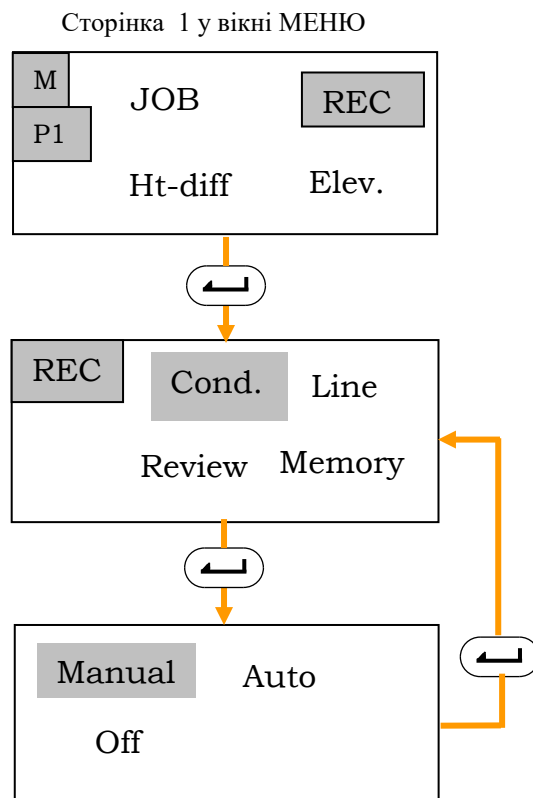 Сторінка 1 у вікні МЕНЮ
M
JOB REC
P1
Ht-diff Elev.
REC Cond. Line
Review Memory
Manual Auto
Off